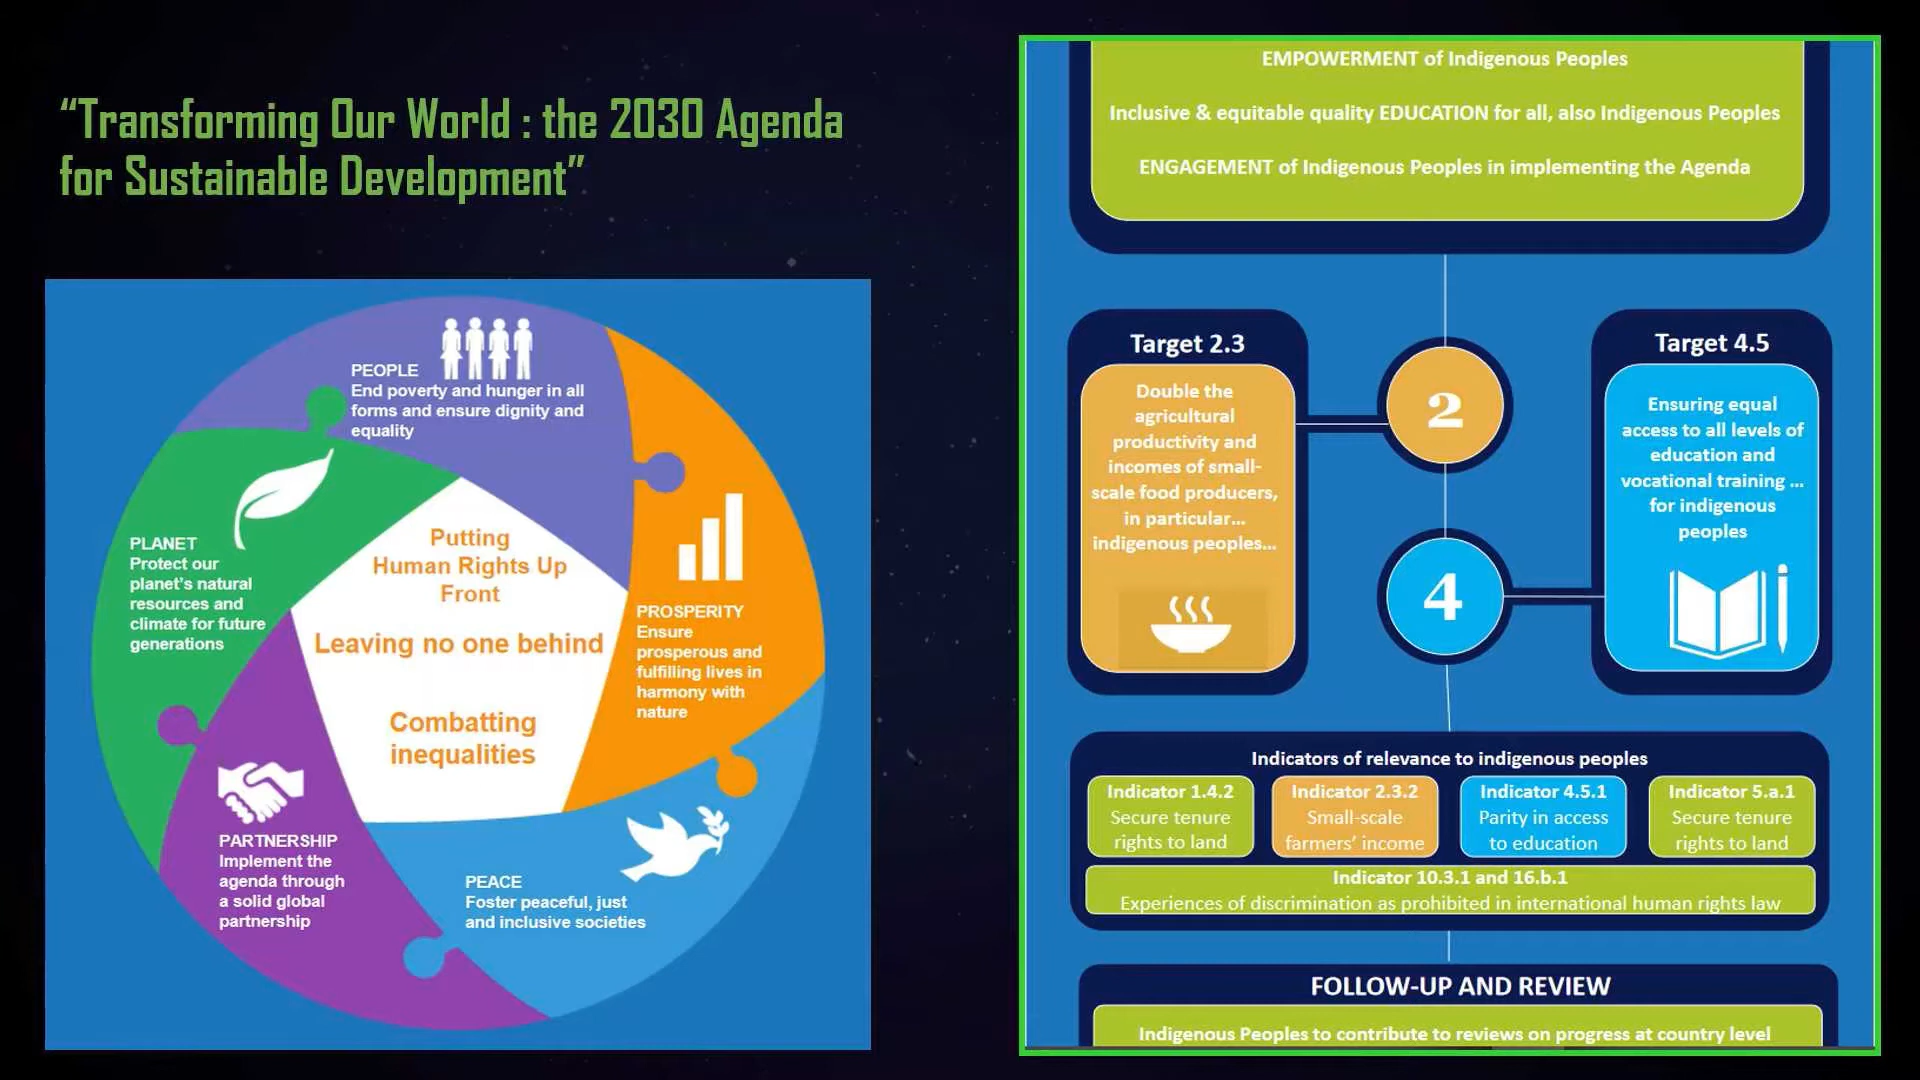 “Transforming Our World : the 2030 Agenda
for Sustainable Development”
PEOPLE
End poverty and hunger in all
forms and ensure dignity and
equality
PLANET
Protect our
planet's natural
resources and
climate for future
generations
Putting
Human Rights Up
Front
Leaving no one behind
Combatting
inequalities
PROSPERITY
Ensure
prosperous and
fulfilling lives in
harmony with
nature
PARTNERSHIP
Implement the
agenda through
a solid global
partnership
PEACE
Foster peaceful, just
and inclusive societies
EMPOWERMENT of Indigenous Peoples
Inclusive & equitable quality EDUCATION for all, also Indigenous Peoples
ENGAGEMENT of Indigenous Peoples in implementing the Agenda
Target 2.3
Double the
agricultural
productivity and
incomes of small-
scale food producers,
in particular...
indigenous peoples...
2
4
Target 4.5
Ensuring equal
access to all levels of
education and
vocational training ...
for indigenous
peoples
Indicators of relevance to indigenous peoples
Indicator 1.4.2
Secure tenure
rights to land
Indicator 2.3.2
Small-scale
farmers' income
Indicator 4.5.1
Parity in access
to education
Indicator 5.a.1
Secure tenure
rights to land
Indicator 10.3.1 and 16.b.1
Experiences of discrimination as prohibited in international human rights law
FOLLOW-UP AND REVIEW
Indigenous Peoples to contribute to reviews on progress at country level